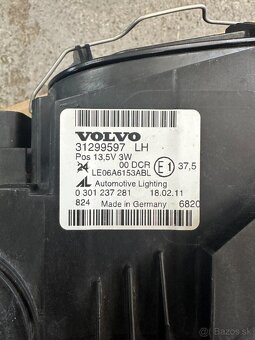 VOLVO
31299597 LH
Pos 13,5V 3W
00 DCR E1 37,5
LE06A6153ABL
AL Automotive Lighting
0 301 237 281 18.02.11
824 Made in Germany 6820
bazos.sk